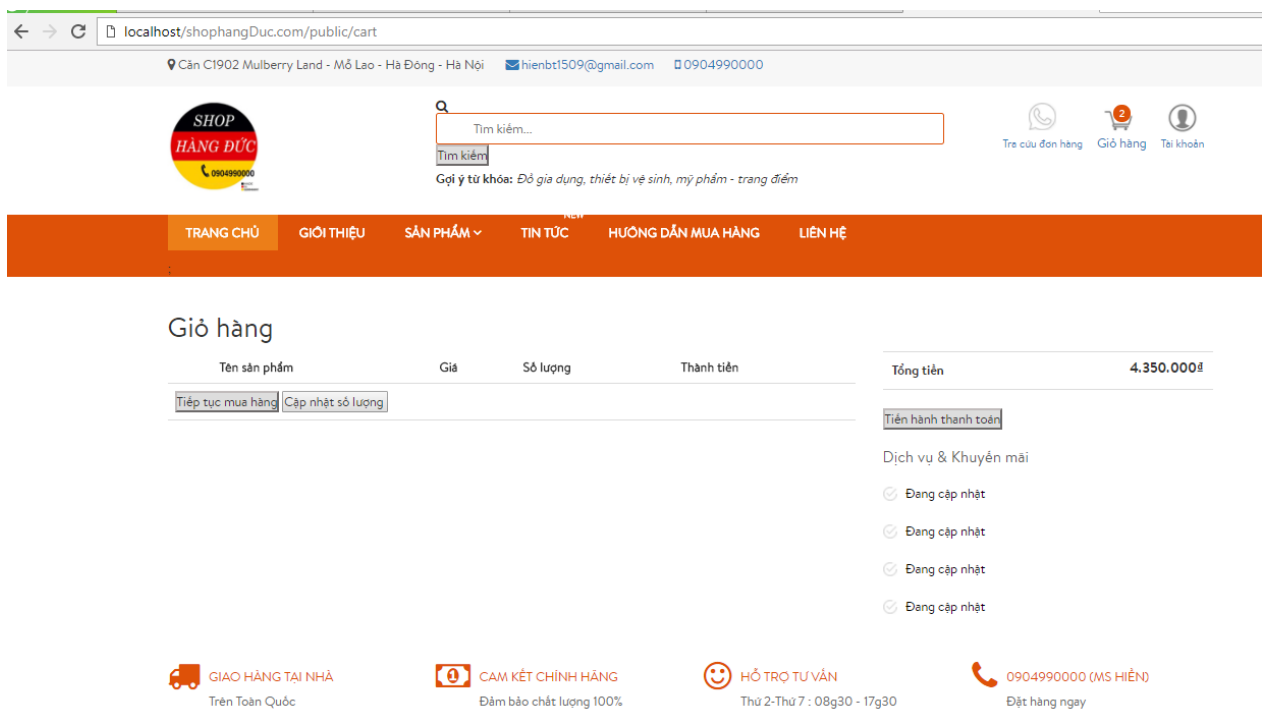 localhost/shophangDuc.com/public/cart
Căn C1902 Mulberry Land - Mỗ Lao - Hà Đông - Hà Nội hienbt1509@gmail.com 0904990000
SHOP
HÀNG ĐỨC
0904990000
Tìm kiếm...
Tìm kiếm
Gợi ý từ khóa: Đồ gia dụng, thiết bị vệ sinh, mỹ phẩm - trang điểm
Tra cứu đơn hàng
2
Giỏ hàng
Tài khoản
NEW
TRANG CHỦ GIỚI THIỆU SẢN PHẨM TIN TỨC HƯỚNG DẪN MUA HÀNG LIÊN HỆ
;
Giỏ hàng
Tên sản phẩm Giá Số lượng Thành tiền
Tiếp tục mua hàng Cập nhật số lượng
Tổng tiền 4.350.000₫
Tiến hành thanh toán
Dịch vụ & Khuyến mãi
Đang cập nhật
Đang cập nhật
Đang cập nhật
Đang cập nhật
GIAO HÀNG TẠI NHÀ
Trên Toàn Quốc
1
CAM KẾT CHÍNH HÃNG
Đảm bảo chất lượng 100%
HỖ TRỢ TƯ VẤN
Thứ 2-Thứ 7 : 08g30 - 17g30
0904990000 (MS HIỀN)
Đặt hàng ngay